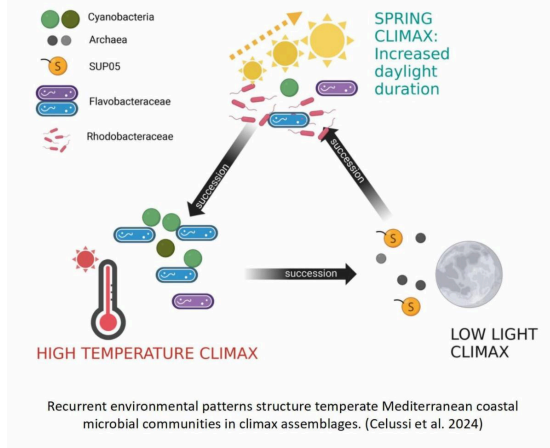 Cyanobacteria
Archaea
S
SUP05
Flavobacteraceae
Rhodobacteraceae
SPRING
CLIMAX:
Increased
daylight
duration
succession
succession
S
S
succession
HIGH TEMPERATURE CLIMAX
LOW LIGHT
CLIMAX
Recurrent environmental patterns structure temperate Mediterranean coastal
microbial communities in climax assemblages. (Celussi et al. 2024)